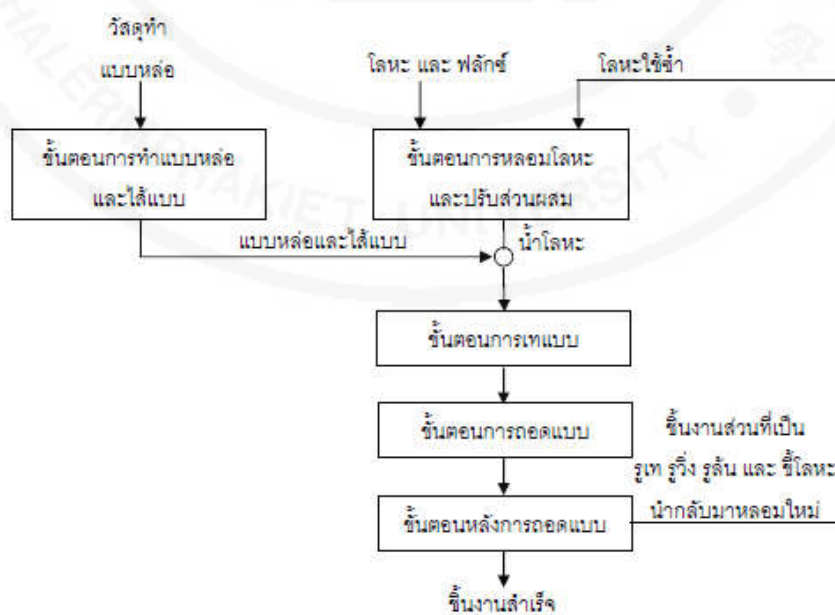 วัสดุทำ
แบบหล่อ
โลหะ และ ฟลักซ์
โลหะใช้ซ้ำ
ขั้นตอนการทำแบบหล่อ
และไส้แบบ
ขั้นตอนการหลอมโลหะ
และปรับส่วนผสม
แบบหล่อและไส้แบบ
น้ำโลหะ
ขั้นตอนการเทแบบ
ขั้นตอนการถอดแบบ
ชิ้นงานส่วนที่เป็น
รูเท รูวิ่ง รูล้น และ ขี้โลหะ
นำกลับมาหลอมใหม่
ขั้นตอนหลังการถอดแบบ
ชิ้นงานสำเร็จ